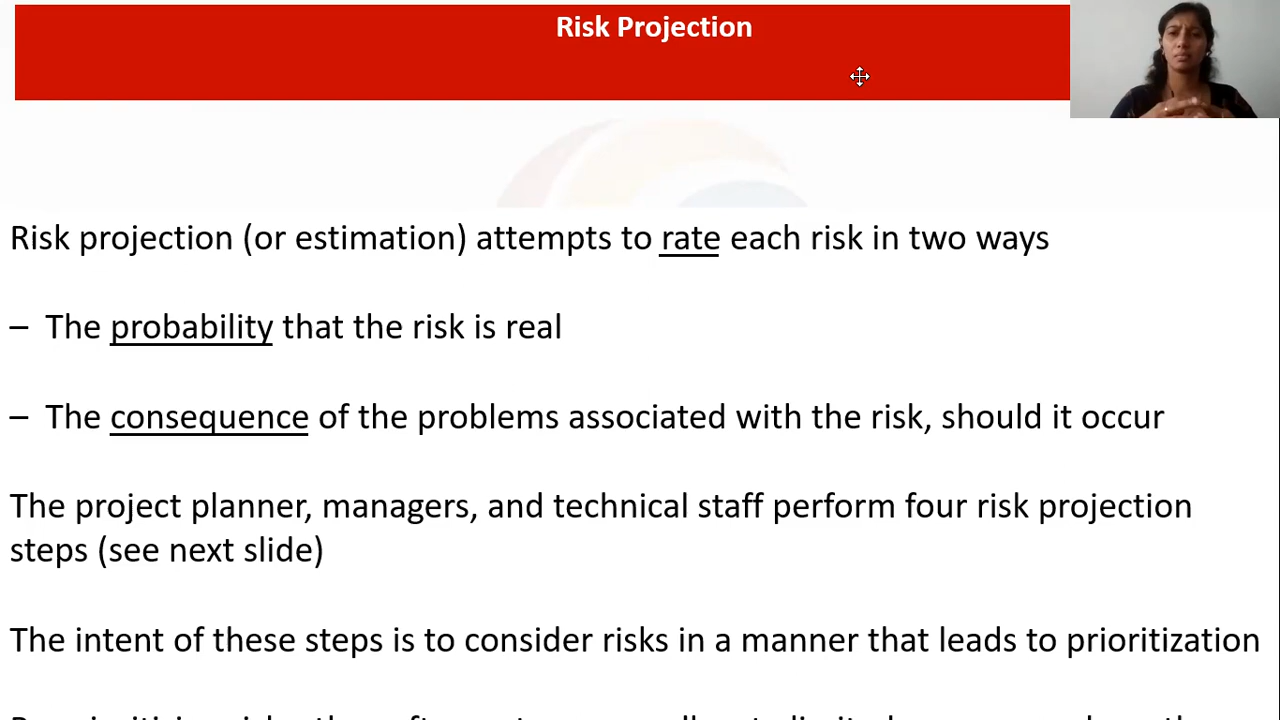 Risk Projection
Risk projection (or estimation) attempts to rate each risk in two ways
– The probability that the risk is real
– The consequence of the problems associated with the risk, should it occur
The project planner, managers, and technical staff perform four risk projection
steps (see next slide)
The intent of these steps is to consider risks in a manner that leads to prioritization